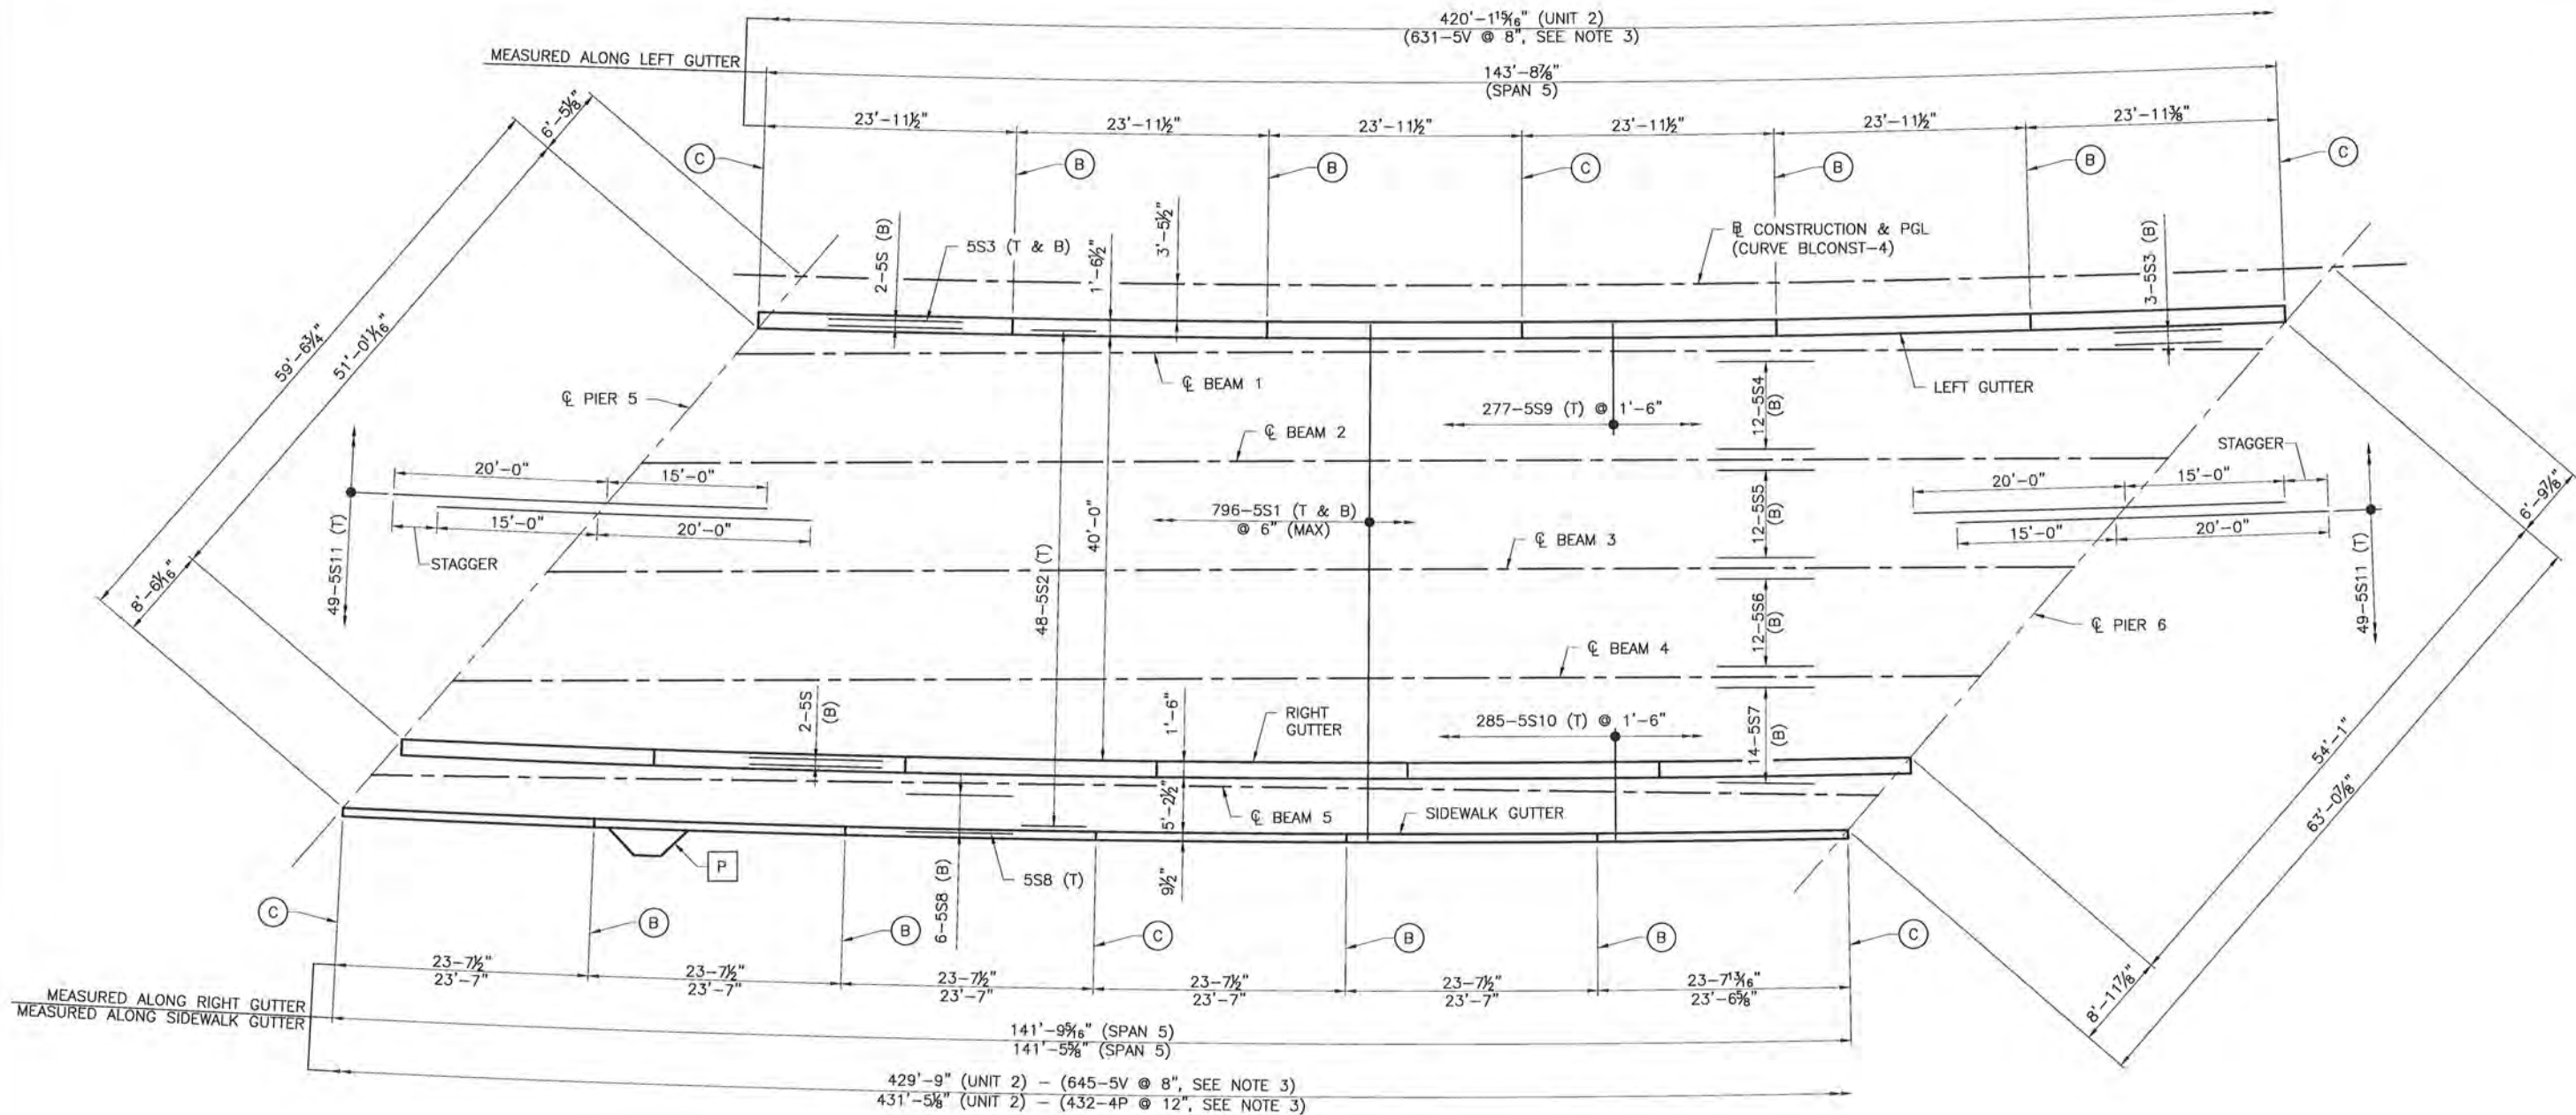 420'-1 15/16" (UNIT 2)
(631-5V @ 8", SEE NOTE 3)
MEASURED ALONG LEFT GUTTER
143'-8⅞"
(SPAN 5)
23'-11½"
23'-11½"
23'-11½"
23'-11½"
23'-11½"
23'-11⅜"
C
B
B
C
B
B
C
6'-5⅛"
59'-6¾"
51'-0 11/16"
8'-6 1/16"
2-5S (B)
5S3 (T & B)
1'-6½"
3'-5½"
B̲L CONSTRUCTION & PGL
(CURVE BLCONST-4)
3-5S3 (B)
℄ BEAM 1
℄ PIER 5
277-5S9 (T) @ 1'-6"
12-5S4
(B)
LEFT GUTTER
℄ BEAM 2
STAGGER
20'-0"
15'-0"
20'-0"
15'-0"
49-5S11 (T)
15'-0"
20'-0"
STAGGER
48-5S2 (T)
40'-0"
796-5S1 (T & B)
@ 6" (MAX)
12-5S5
(B)
15'-0"
20'-0"
49-5S11 (T)
6'-9⅞"
℄ BEAM 3
12-5S6
(B)
℄ PIER 6
℄ BEAM 4
2-5S
(B)
1'-6"
RIGHT
GUTTER
285-5S10 (T) @ 1'-6"
14-5S7
(B)
54'-1"
63'-0⅞"
8'-11⅞"
5'-2½"
℄ BEAM 5
SIDEWALK GUTTER
P
6-5S8 (B)
5S8 (T)
9½"
C
B
B
C
B
B
C
23-7½"
23'-7"
23-7½"
23'-7"
23-7½"
23'-7"
23-7½"
23'-7"
23-7½"
23'-7"
23-7 13/16"
23'-6⅝"
MEASURED ALONG RIGHT GUTTER
MEASURED ALONG SIDEWALK GUTTER
141'-9 5/16" (SPAN 5)
141'-5⅝" (SPAN 5)
429'-9" (UNIT 2) - (645-5V @ 8", SEE NOTE 3)
431'-5⅛" (UNIT 2) - (432-4P @ 12", SEE NOTE 3)